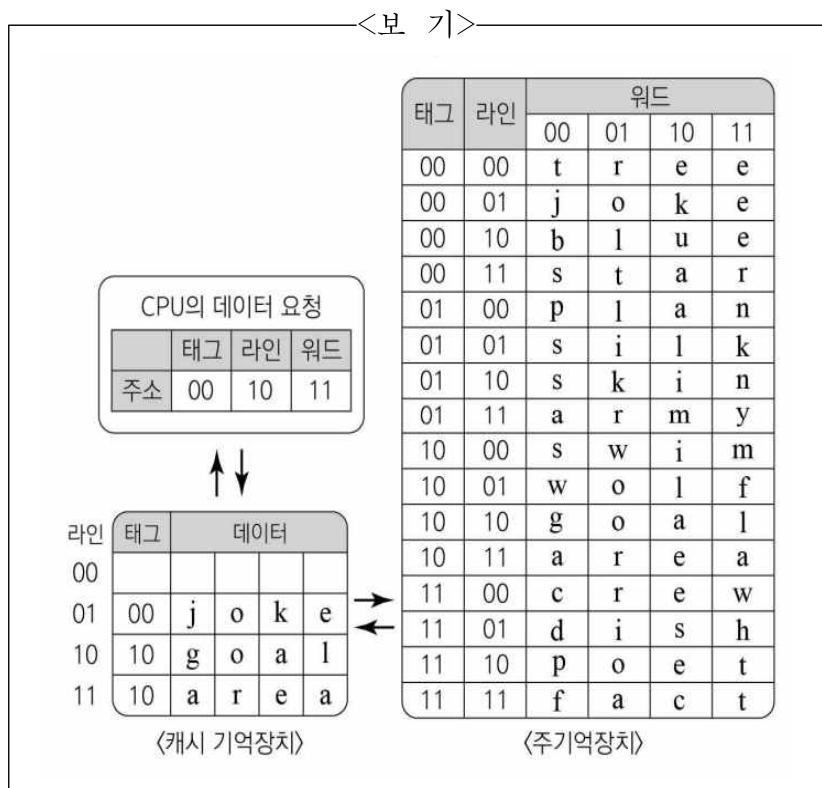 <보 기>
태그 라인 워드
00 01 10 11
00 00 t r e e
00 01 j o k e
00 10 b l u e
00 11 s t a r
01 00 p l a n
01 01 s i l k
01 10 s k i n
01 11 a r m y
10 00 s w i m
10 01 w o l f
10 10 g o a l
10 11 a r e a
11 00 c r e w
11 01 d i s h
11 10 p o e t
11 11 f a c t
<주기억장치>
CPU의 데이터 요청
태그 라인 워드
주소 00 10 11
라인 태그 데이터
00
01 00 j o k e
10 10 g o a l
11 10 a r e a
<캐시 기억장치>